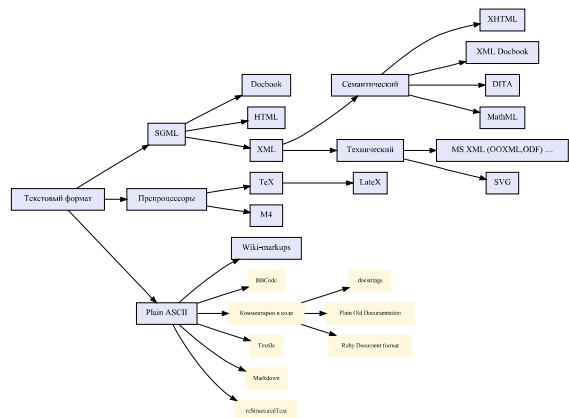 XHTML
XML Docbook
Семантический
DITA
Docbook
MathML
HTML
SGML
XML
Технический
MS XML (OOXML,ODF) ...
TeX
LateX
SVG
Текстовый формат
Препроцессоры
M4
Wiki-markups
BBCode
docstrings
Plain ASCII
Комментарии в коде
Plain Old Documantation
Textile
Ruby Document format
Markdown
reStructuredText